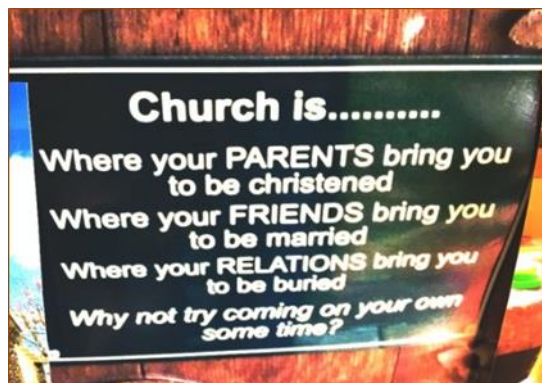 Church is..........
Where your PARENTS bring you
to be christened
Where your FRIENDS bring you
to be married
Where your RELATIONS bring you
to be buried
Why not try coming on your own
some time?